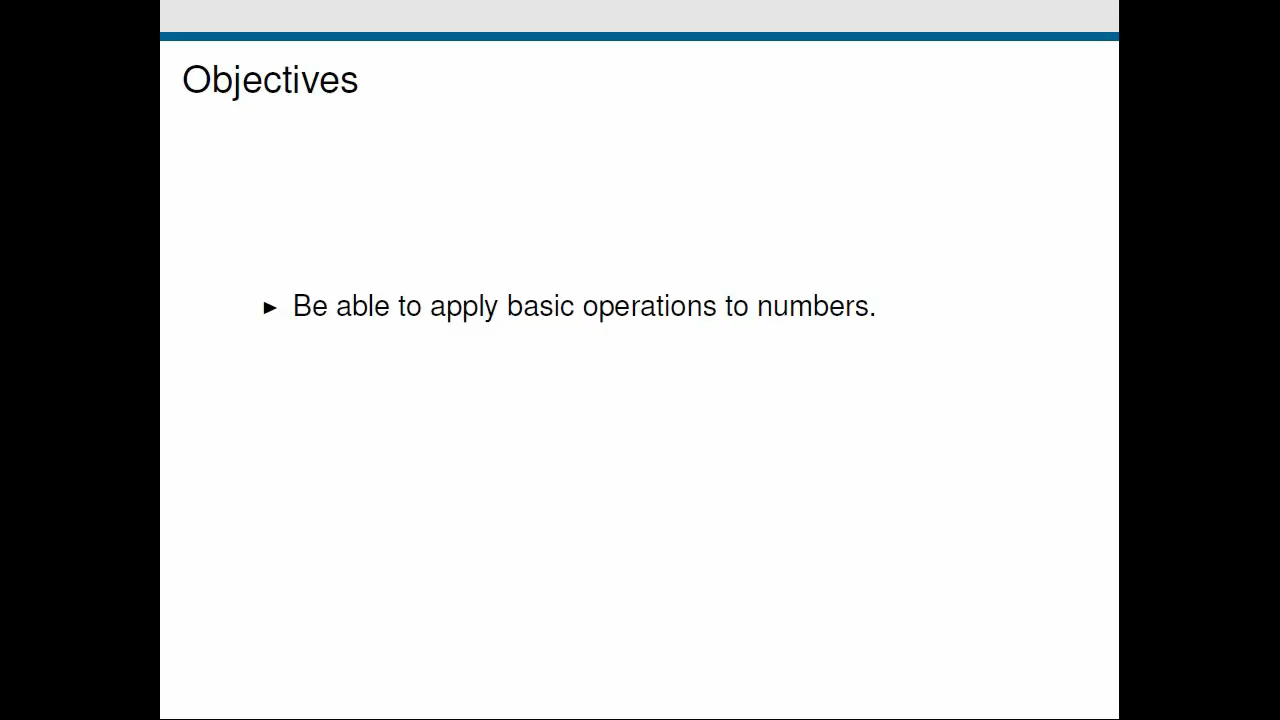 Objectives
► Be able to apply basic operations to numbers.